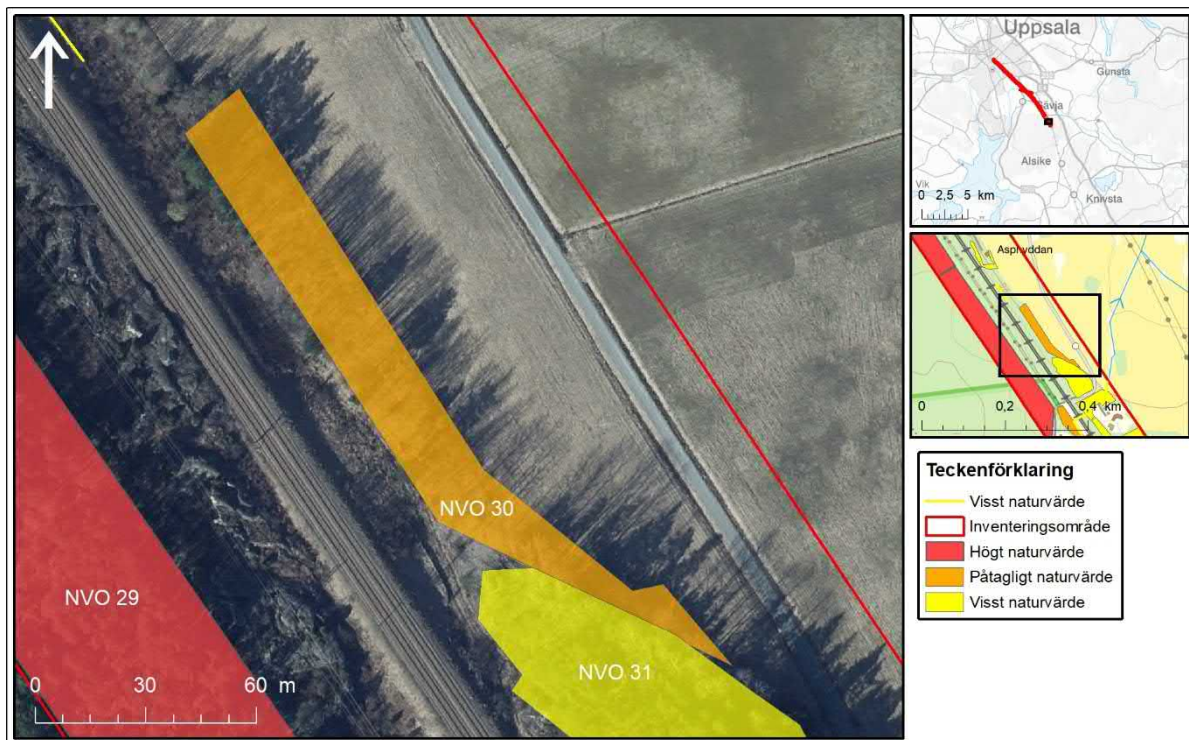 NVO 29
NVO 30
NVO 31
0 30 60 m
Uppsala
Gunsta
Sävja
Alsike
Vik
Knivsta
0 2,5 5 km
0 0,2 0,4 km
Teckenförklaring
Visst naturvärde
Inventeringsområde
Högt naturvärde
Påtagligt naturvärde
Visst naturvärde